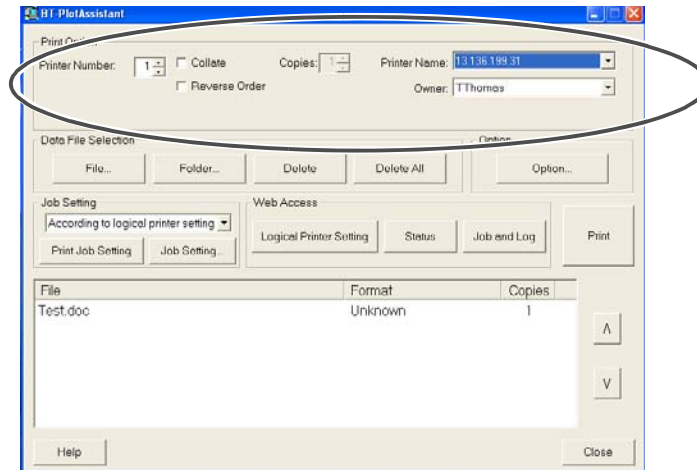 BT-PlotAssistant
Print Option
Printer Number: 1 Collate Copies: 1 Printer Name: 13.136.199.31
Reverse Order Owner: TThomas
Data File Selection Option
File... Folder... Delete Delete All Option...
Job Setting Web Access
According to logical printer setting
Print Job Setting Job Setting... Logical Printer Setting Status Job and Log Print
File Format Copies
Test.doc Unknown 1
Λ
V
Help Close